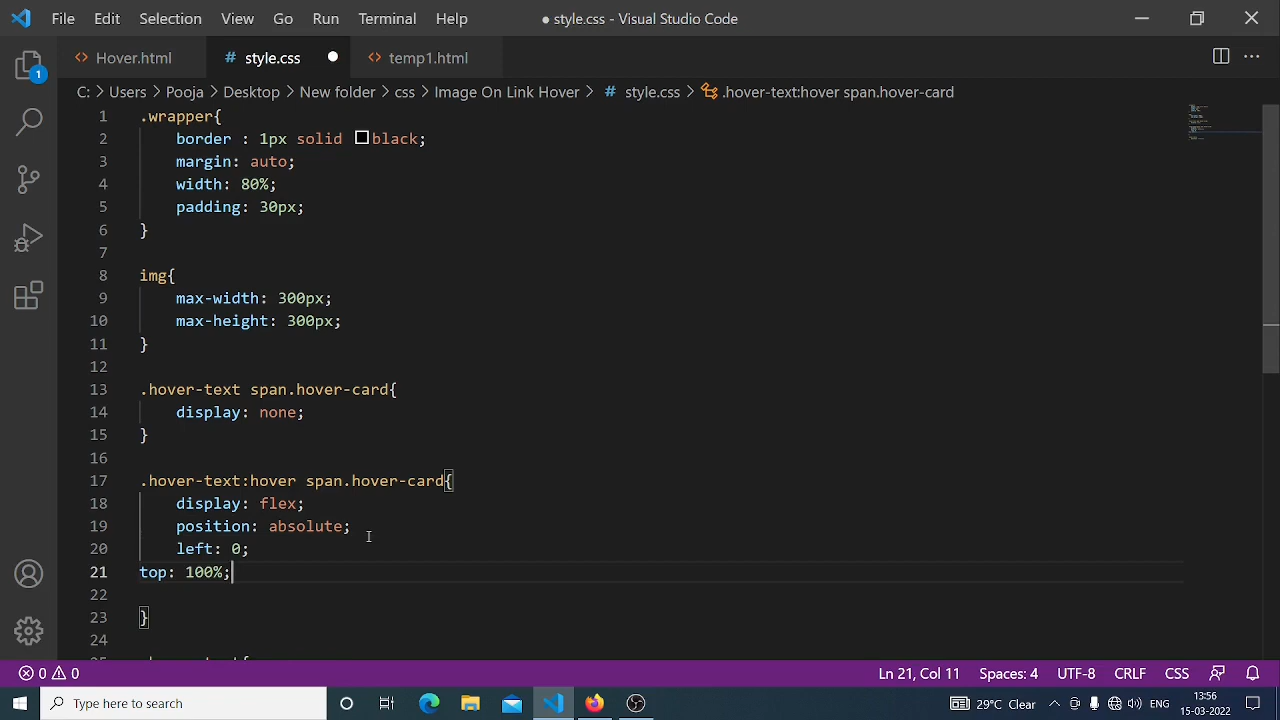 File Edit Selection View Go Run Terminal Help ● style.css - Visual Studio Code
<> Hover.html # style.css <> temp1.html
1
C: > Users > Pooja > Desktop > New folder > css > Image On Link Hover > # style.css > .hover-text:hover span.hover-card
1 .wrapper{
2 border : 1px solid black;
3 margin: auto;
4 width: 80%;
5 padding: 30px;
6 }
7
8 img{
9 max-width: 300px;
10 max-height: 300px;
11 }
12
13 .hover-text span.hover-card{
14 display: none;
15 }
16
17 .hover-text:hover span.hover-card{
18 display: flex;
19 position: absolute;
20 left: 0;
21 top: 100%;
22
23 }
24
0 0 Ln 21, Col 11 Spaces: 4 UTF-8 CRLF CSS
Type here to search 29°C Clear ENG 13:56
15-03-2022